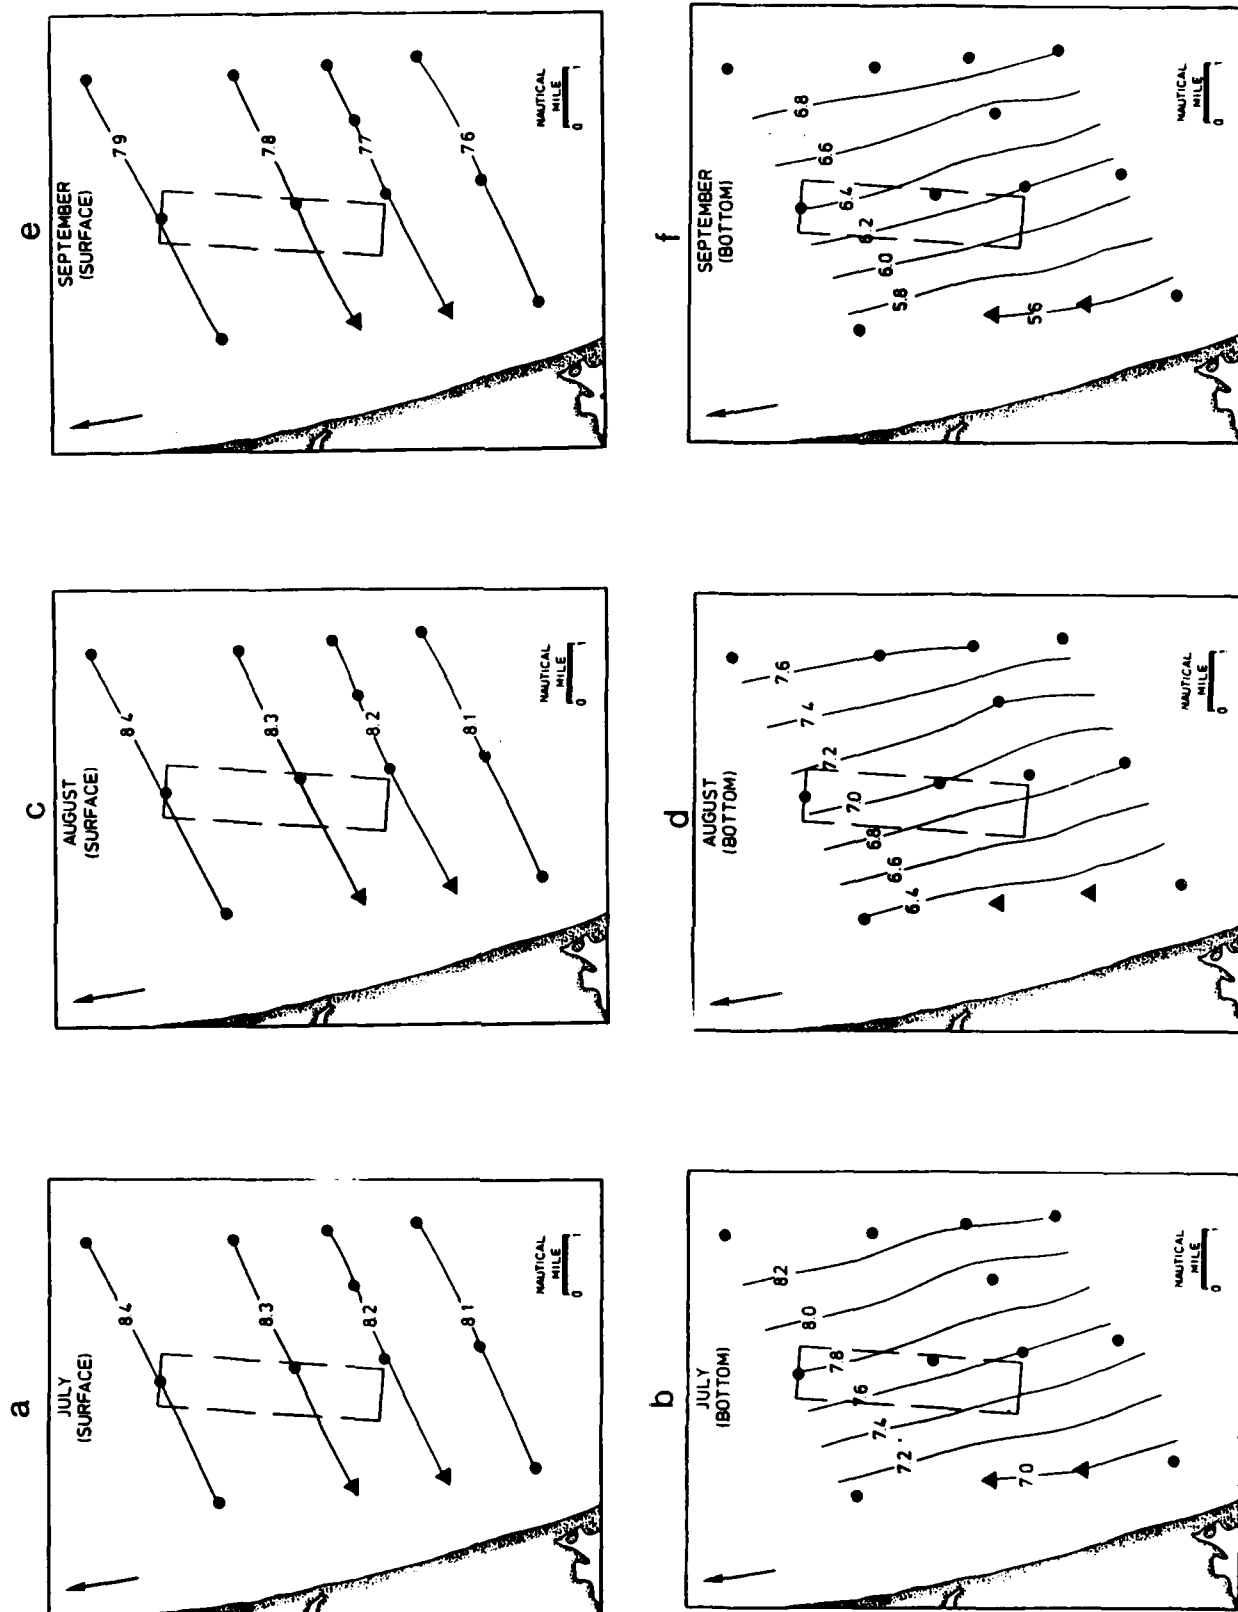 a
JULY
(SURFACE)
8.4
8.3
8.2
8.1
NAUTICAL
MILE
0 1
b
JULY
(BOTTOM)
8.2
8.0
7.8
7.6
7.4
7.2
7.0
NAUTICAL
MILE
0 1
c
AUGUST
(SURFACE)
8.4
8.3
8.2
8.1
NAUTICAL
MILE
0 1
d
AUGUST
(BOTTOM)
7.6
7.4
7.2
7.0
6.8
6.6
6.4
NAUTICAL
MILE
0 1
e
SEPTEMBER
(SURFACE)
7.9
7.8
7.7
7.6
NAUTICAL
MILE
0 1
f
SEPTEMBER
(BOTTOM)
6.8
6.6
6.4
6.2
6.0
5.8
5.6
NAUTICAL
MILE
0 1